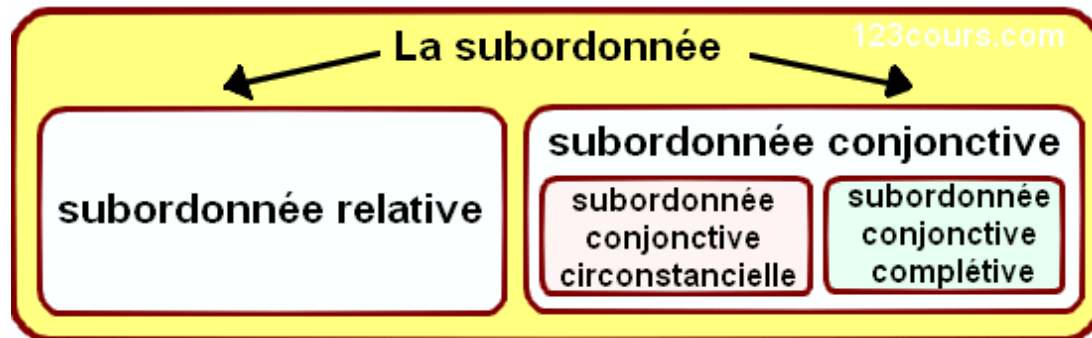 La subordonnée
123cours.com
subordonnée relative
subordonnée conjonctive
subordonnée
conjonctive
circonstancielle
subordonnée
conjonctive
complétive